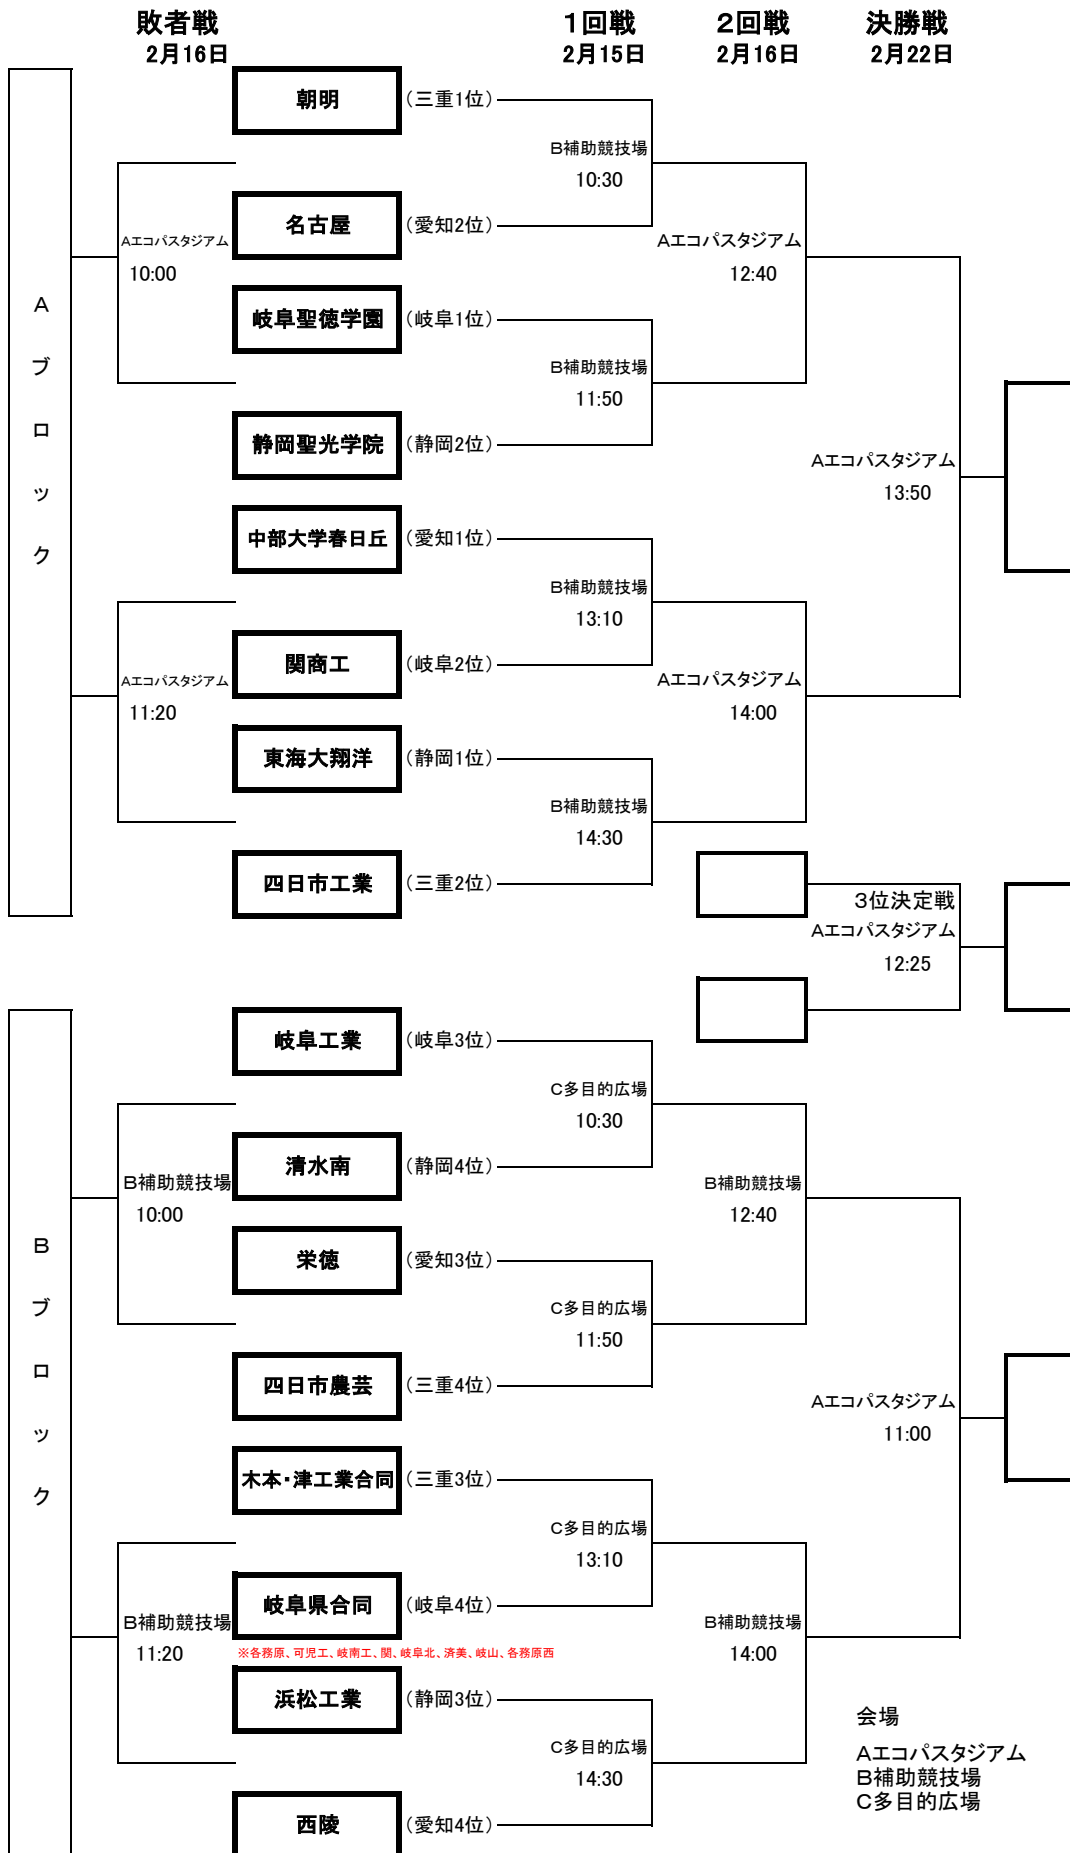 敗者戦 1回戦 2回戦 決勝戦
2月16日 2月15日 2月16日 2月22日
Aブロック
朝明 (三重1位)
B補助競技場
10:30
名古屋 (愛知2位)
Aエコパスタジアム
10:00
Aエコパスタジアム
12:40
岐阜聖徳学園 (岐阜1位)
B補助競技場
11:50
静岡聖光学院 (静岡2位)
Aエコパスタジアム
13:50
中部大学春日丘 (愛知1位)
B補助競技場
13:10
関商工 (岐阜2位)
Aエコパスタジアム
11:20
Aエコパスタジアム
14:00
東海大翔洋 (静岡1位)
B補助競技場
14:30
四日市工業 (三重2位)
3位決定戦
Aエコパスタジアム
12:25
Bブロック
岐阜工業 (岐阜3位)
C多目的広場
10:30
清水南 (静岡4位)
B補助競技場
10:00
B補助競技場
12:40
栄徳 (愛知3位)
C多目的広場
11:50
四日市農芸 (三重4位)
Aエコパスタジアム
11:00
木本・津工業合同 (三重3位)
C多目的広場
13:10
岐阜県合同 (岐阜4位)
B補助競技場
11:20
B補助競技場
14:00
※各務原、可児工、岐南工、関、岐阜北、済美、岐山、各務原西
浜松工業 (静岡3位)
C多目的広場
14:30
西陵 (愛知4位)
会場
Aエコパスタジアム
B補助競技場
C多目的広場